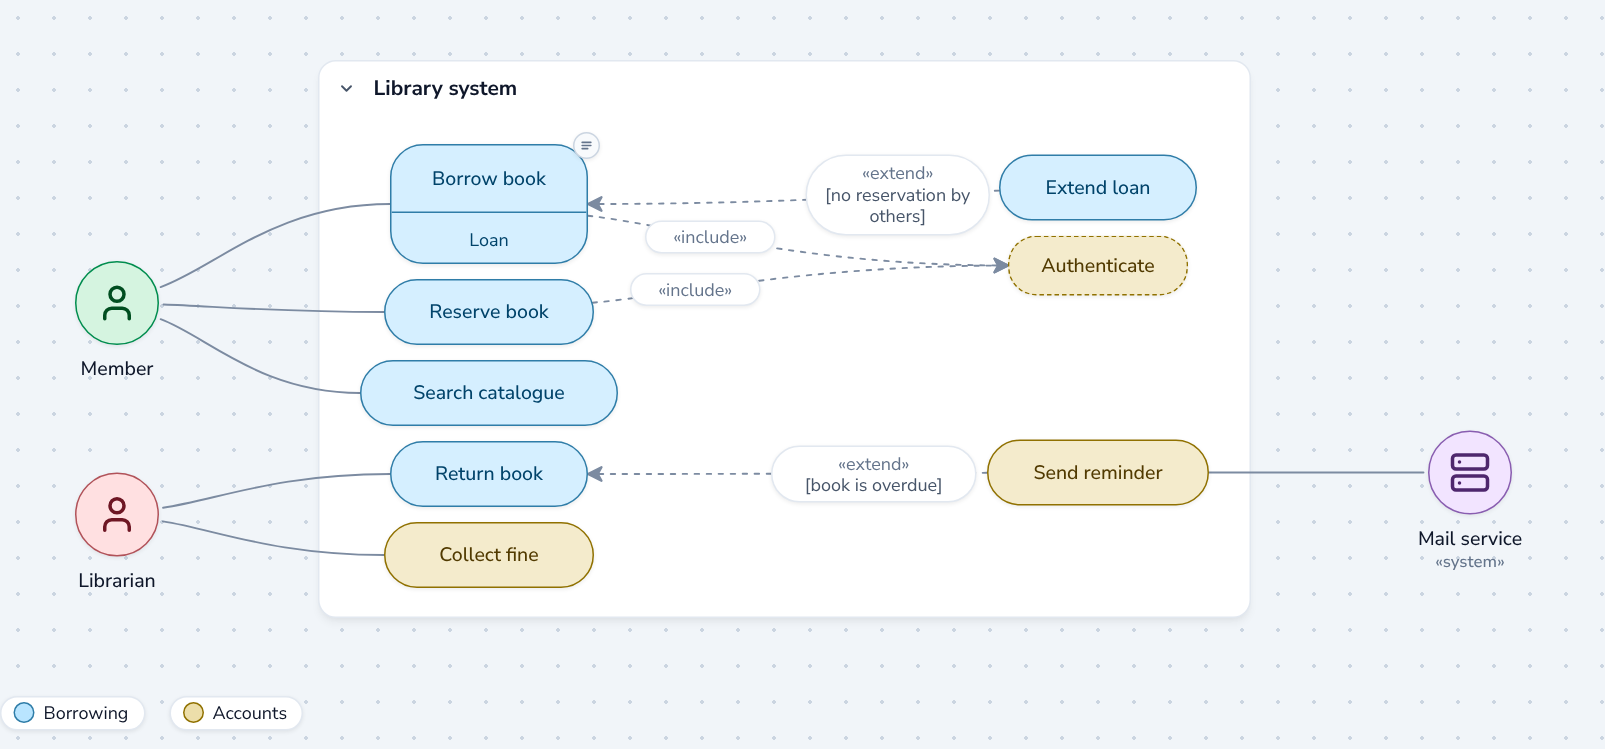 Library system
Borrow book
Loan
«extend»
[no reservation by
others]
Extend loan
«include»
Authenticate
«include»
Reserve book
Member
Search catalogue
Return book
«extend»
[book is overdue]
Send reminder
Mail service
«system»
Collect fine
Librarian
Borrowing
Accounts